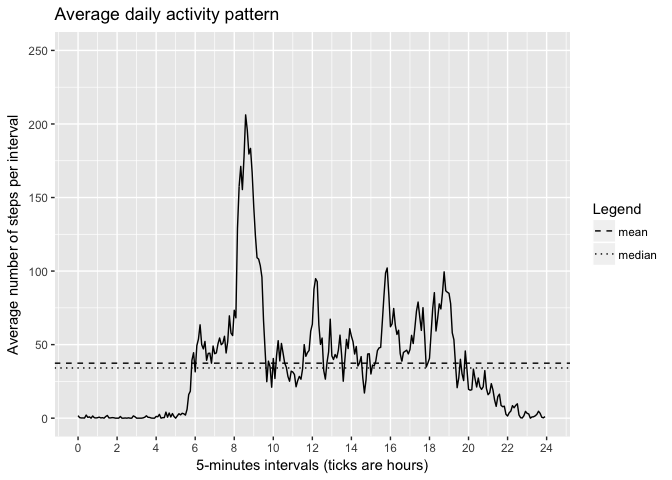 Average daily activity pattern
Average number of steps per interval
250
200
150
100
50
0
0 2 4 6 8 10 12 14 16 18 20 22 24
5-minutes intervals (ticks are hours)
Legend
mean
median